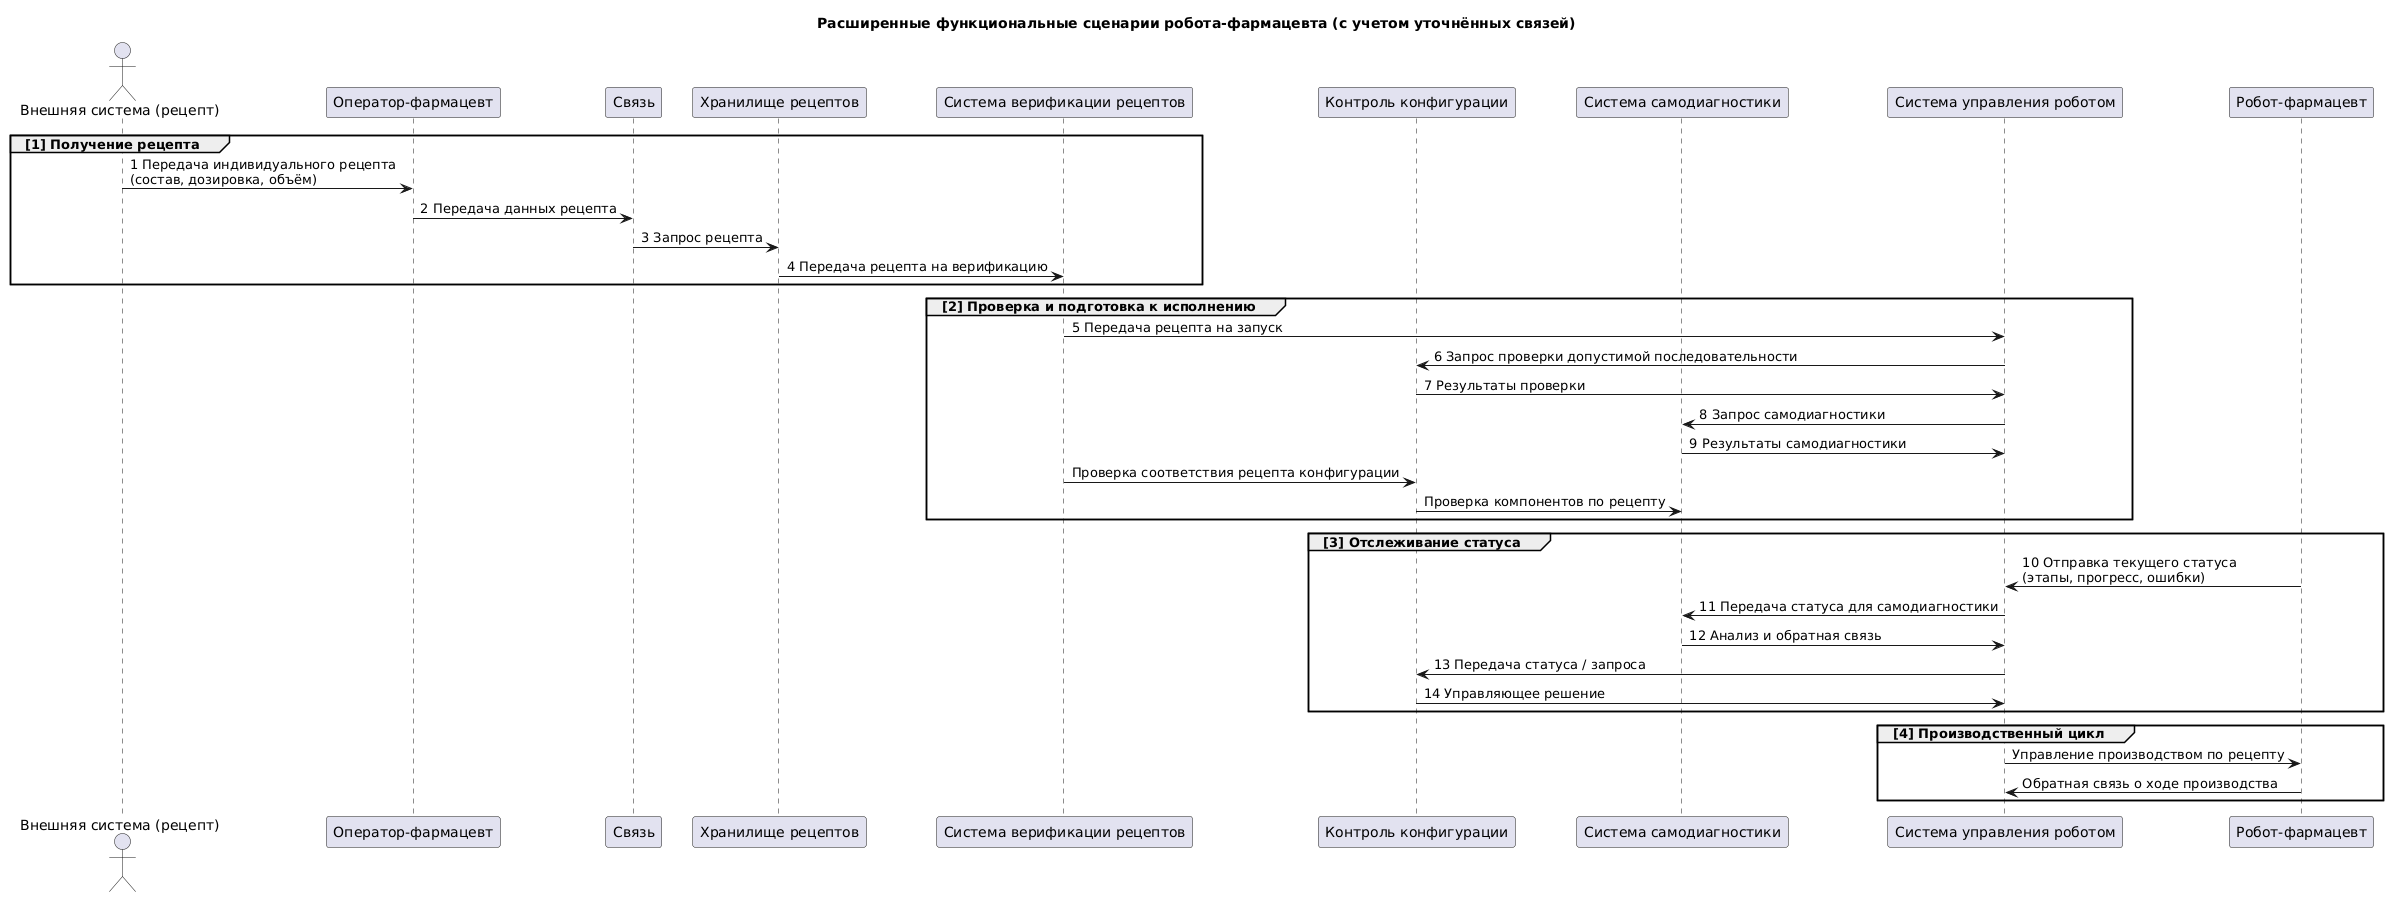 Расширенные функциональные сценарии робота-фармацевта (с учетом уточнённых связей)
Внешняя система (рецепт)
Оператор-фармацевт
Связь
Хранилище рецептов
Система верификации рецептов
Контроль конфигурации
Система самодиагностики
Система управления роботом
Робот-фармацевт
[1] Получение рецепта
1 Передача индивидуального рецепта
(состав, дозировка, объём)
2 Передача данных рецепта
3 Запрос рецепта
4 Передача рецепта на верификацию
[2] Проверка и подготовка к исполнению
5 Передача рецепта на запуск
6 Запрос проверки допустимой последовательности
7 Результаты проверки
8 Запрос самодиагностики
9 Результаты самодиагностики
Проверка соответствия рецепта конфигурации
Проверка компонентов по рецепту
[3] Отслеживание статуса
10 Отправка текущего статуса
(этапы, прогресс, ошибки)
11 Передача статуса для самодиагностики
12 Анализ и обратная связь
13 Передача статуса / запроса
14 Управляющее решение
[4] Производственный цикл
Управление производством по рецепту
Обратная связь о ходе производства
Внешняя система (рецепт)
Оператор-фармацевт
Связь
Хранилище рецептов
Система верификации рецептов
Контроль конфигурации
Система самодиагностики
Система управления роботом
Робот-фармацевт